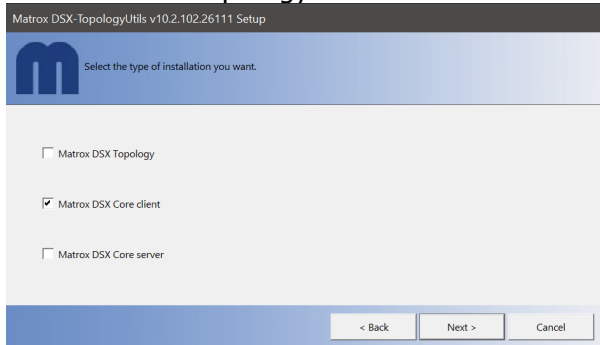 Matrox DSX-TopologyUtils v10.2.102.26111 Setup
m
Select the type of installation you want.
Matrox DSX Topology
Matrox DSX Core client
Matrox DSX Core server
< Back
Next >
Cancel